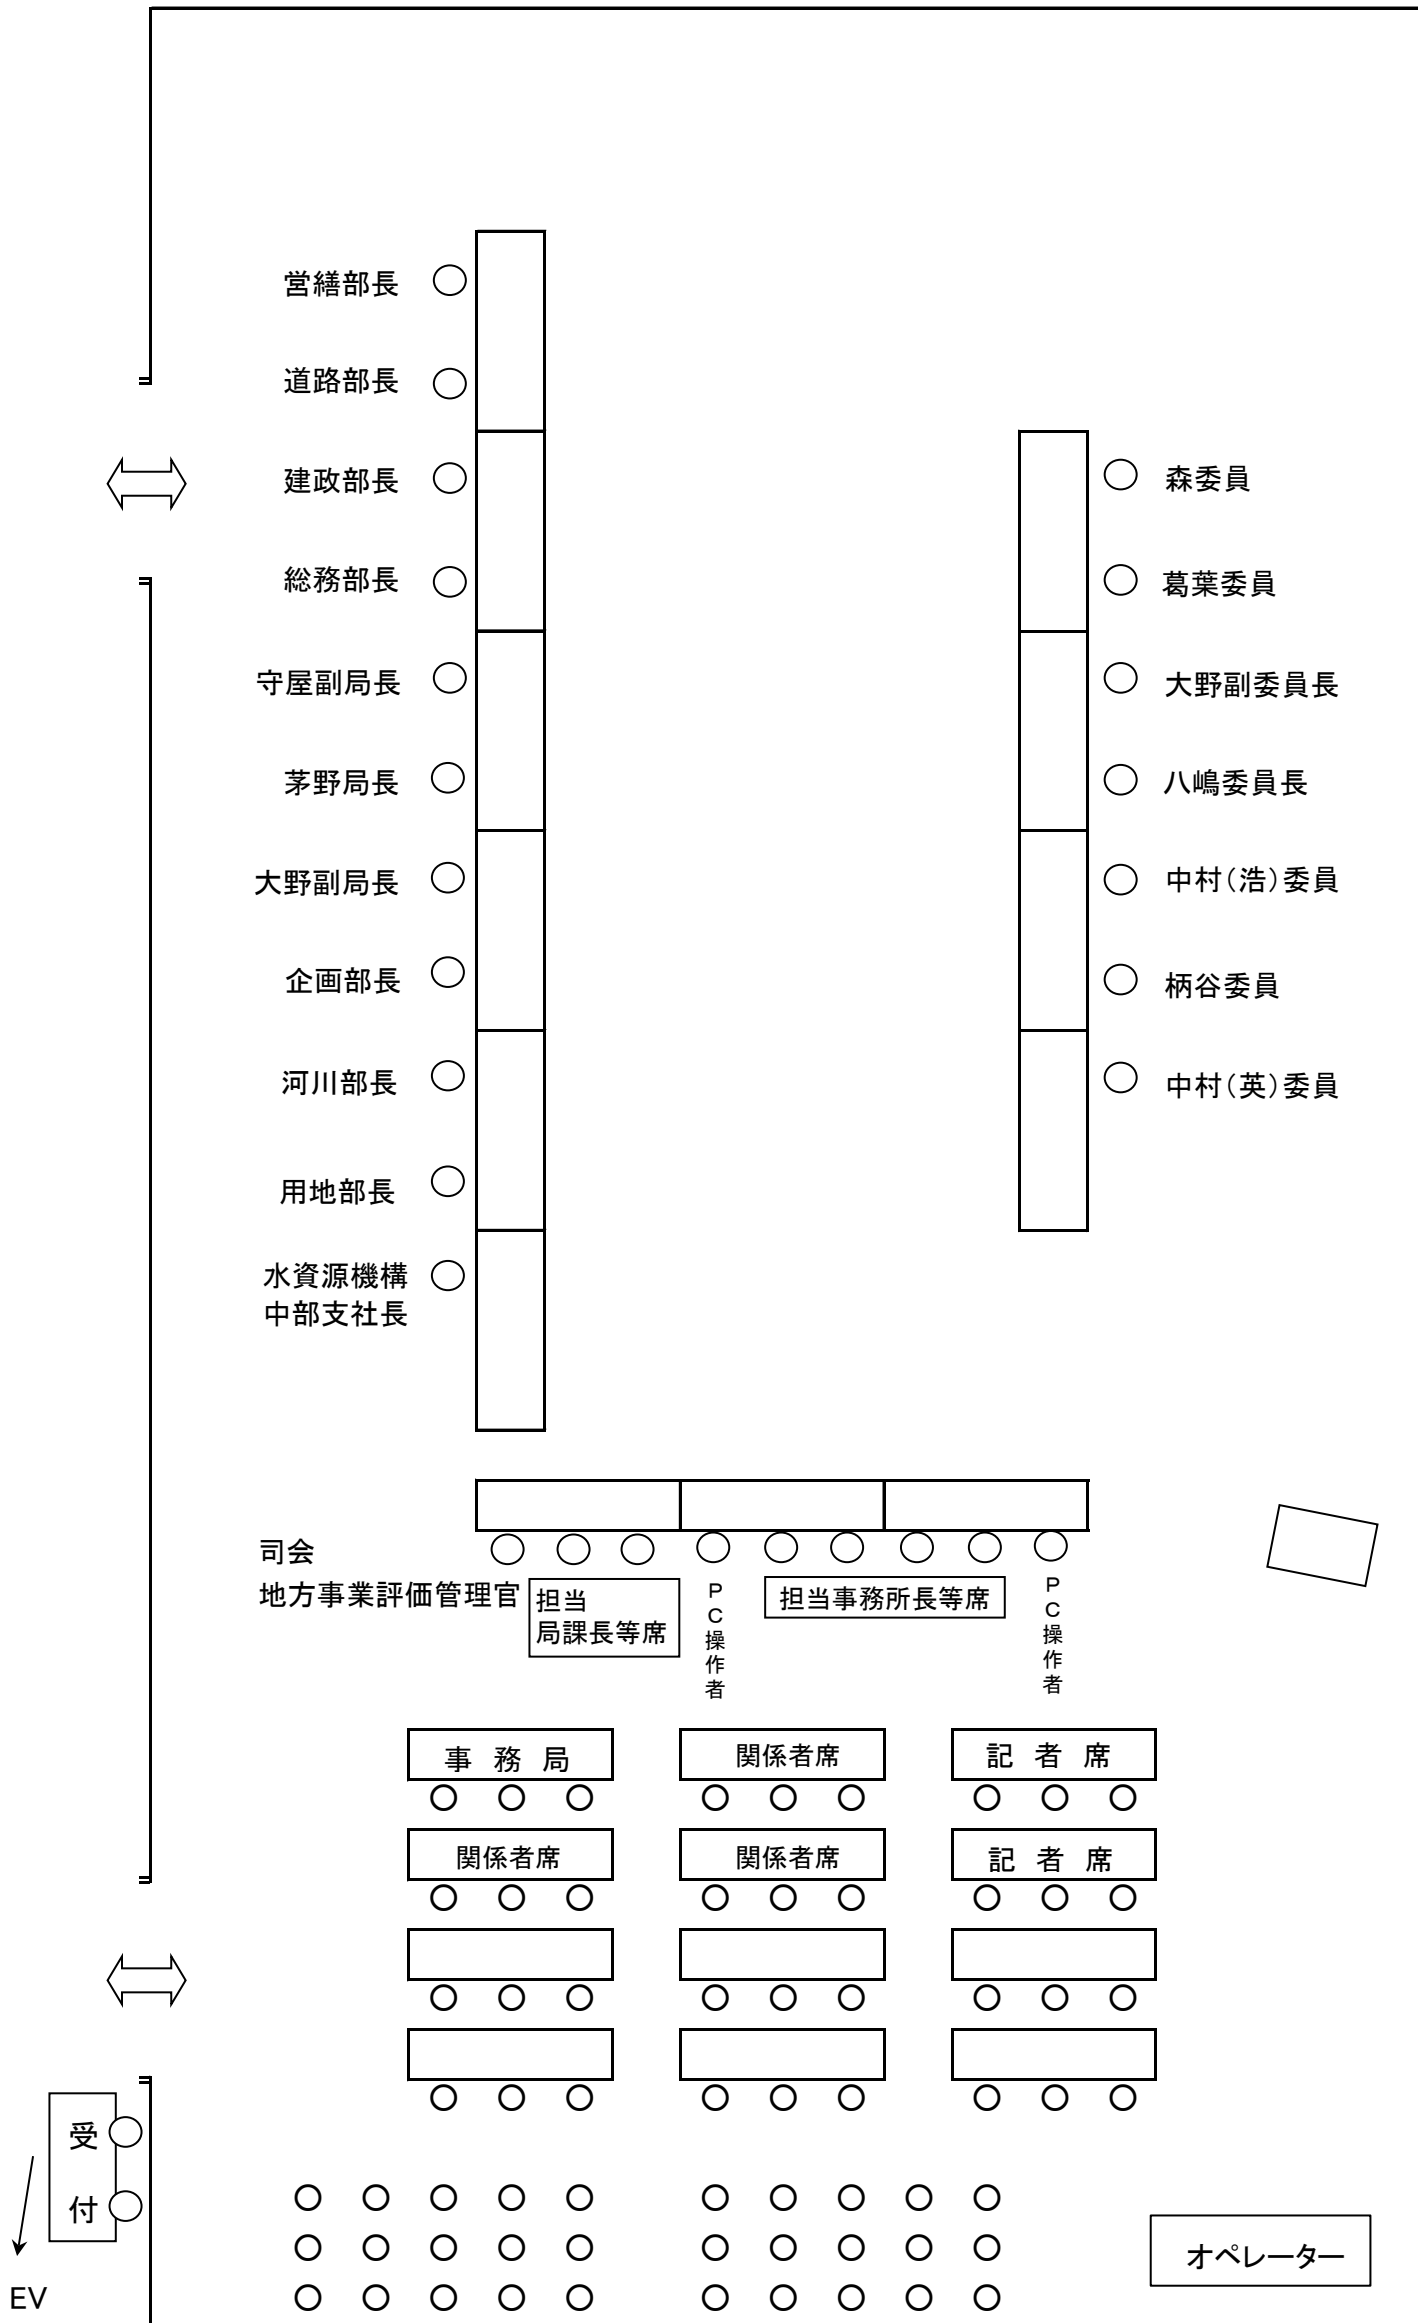 営繕部長
道路部長
建政部長
総務部長
守屋副局長
茅野局長
大野副局長
企画部長
河川部長
用地部長
水資源機構
中部支社長
森委員
葛葉委員
大野副委員長
八嶋委員長
中村(浩)委員
柄谷委員
中村(英)委員
司会
地方事業評価管理官
担当
局課長等席
PC操作者
担当事務所長等席
PC操作者
事 務 局
関係者席
記 者 席
関係者席
関係者席
記 者 席
受付
EV
オペレーター